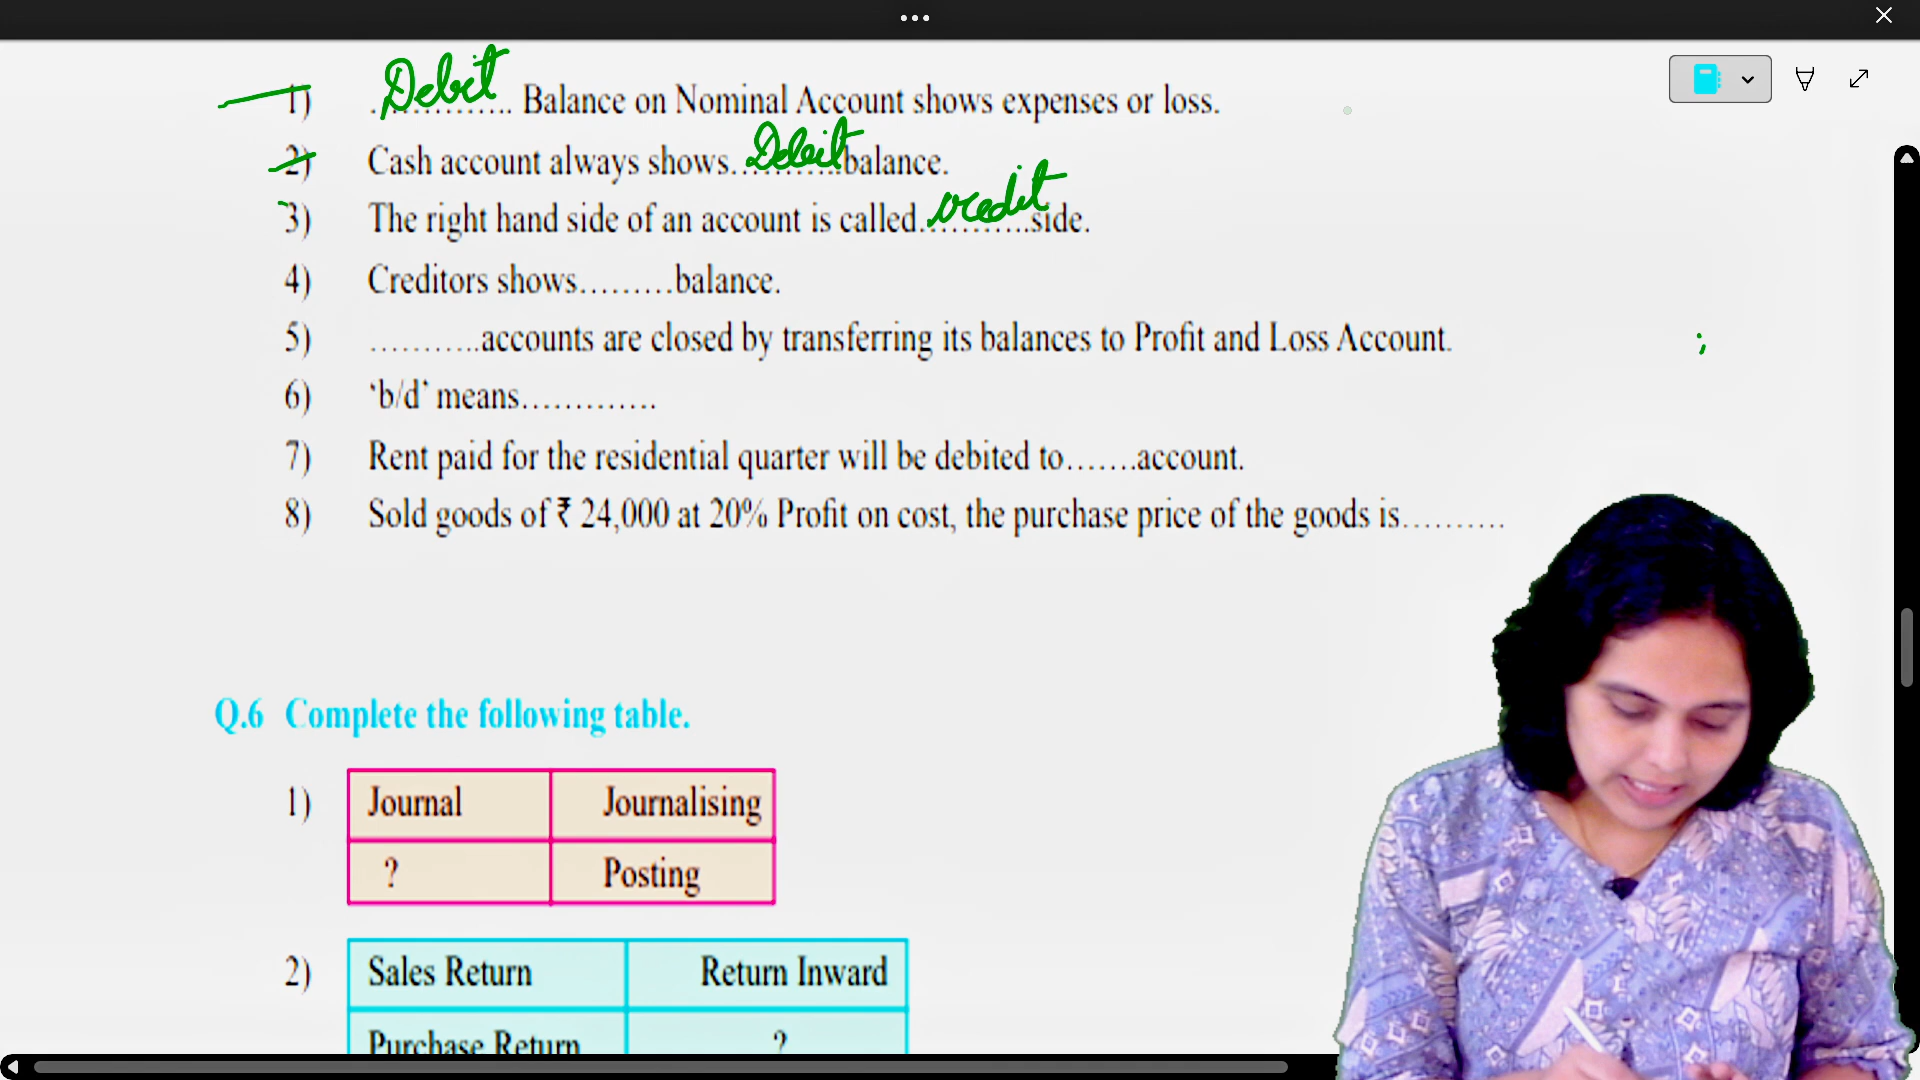 1) Debit Balance on Nominal Account shows expenses or loss.
2) Cash account always shows...Debit...balance.
3) The right hand side of an account is called...credit...side.
4) Creditors shows.........balance.
5) ...........accounts are closed by transferring its balances to Profit and Loss Account.
6) ‘b/d’ means.............
7) Rent paid for the residential quarter will be debited to.......account.
8) Sold goods of ₹ 24,000 at 20% Profit on cost, the purchase price of the goods is..........
Q.6 Complete the following table.
1) Journal Journalising
? Posting
2) Sales Return Return Inward
Purchase Return ?